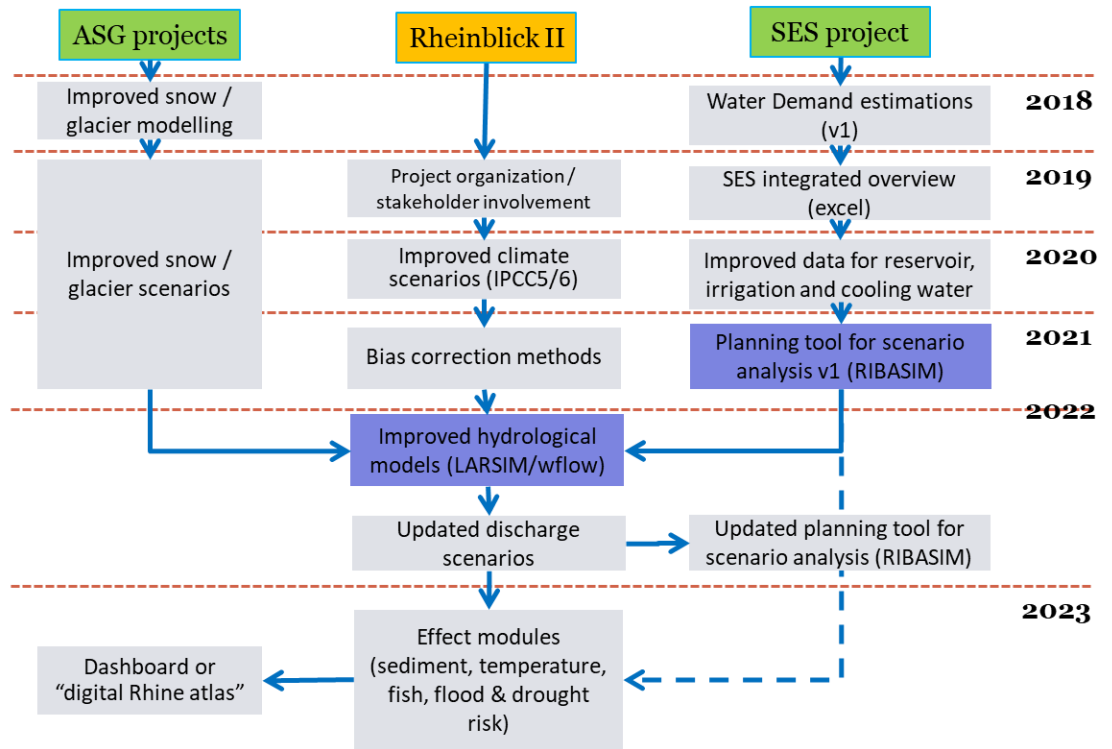 ASG projects
Rheinblick II
SES project
Improved snow /
glacier modelling
Water Demand estimations
(v1)
2018
Project organization /
stakeholder involvement
SES integrated overview
(excel)
2019
Improved snow /
glacier scenarios
Improved climate
scenarios (IPCC5/6)
Improved data for reservoir,
irrigation and cooling water
2020
Bias correction methods
Planning tool for scenario
analysis v1 (RIBASIM)
2021
2022
Improved hydrological
models (LARSIM/wflow)
Updated discharge
scenarios
Updated planning tool for
scenario analysis (RIBASIM)
2023
Effect modules
(sediment, temperature,
fish, flood & drought
risk)
Dashboard or
“digital Rhine atlas”